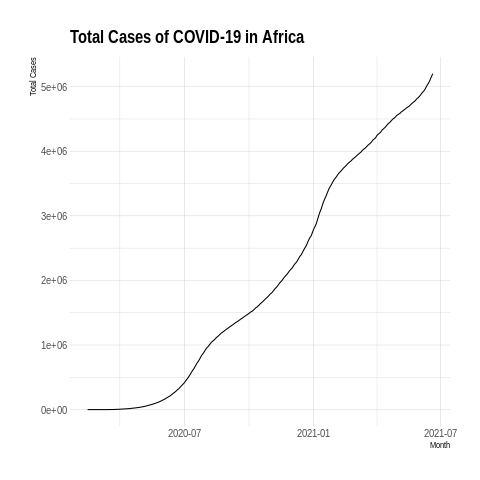 Total Cases of COVID-19 in Africa
Total Cases
5e+06
4e+06
3e+06
2e+06
1e+06
0e+00
2020-07 2021-01 2021-07
Month